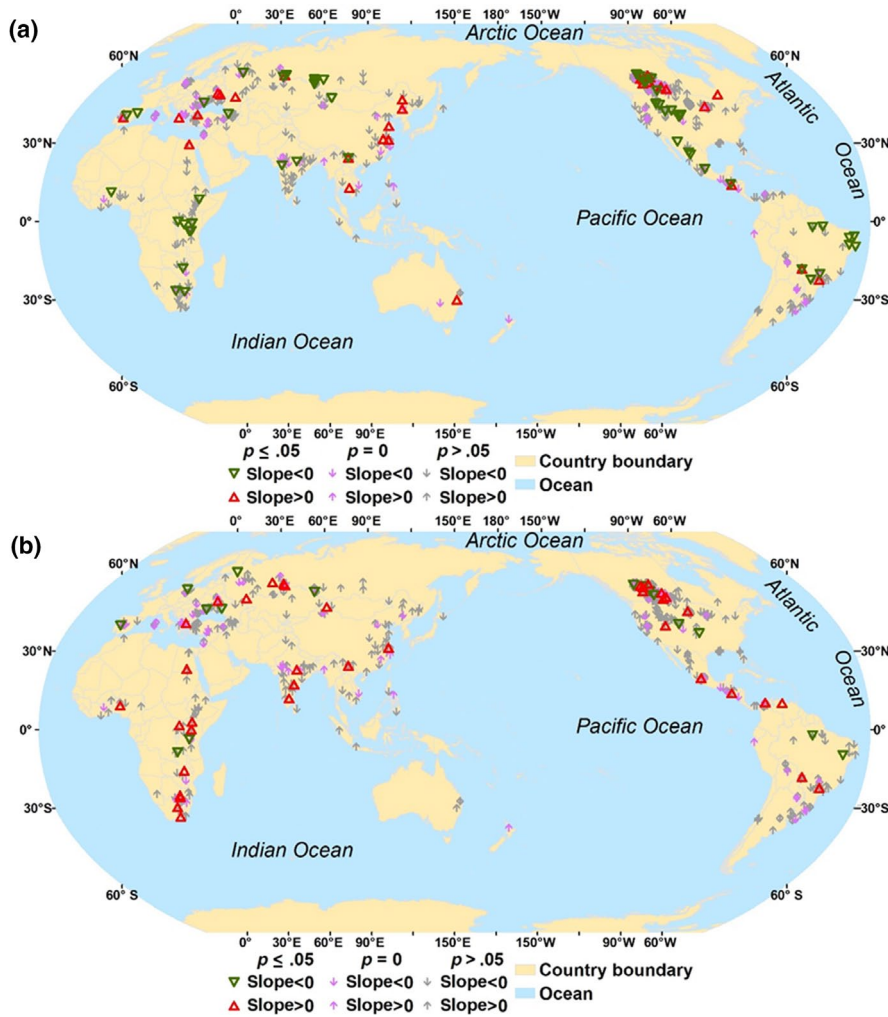 (a)
0° 30°E 60°E 90°E 150°E 180° 150°W 90°W 60°W
Arctic Ocean
60°N 60°N
Atlantic
30°N 30°N
Ocean
Pacific Ocean
0° 0°
30°S 30°S
Indian Ocean
60°S 60°S
0° 30°E 90°E 150°E 180° 150°W 90°W 60°W
p ≤ .05 p = 0 p > .05
Slope<0 Slope<0 Slope<0 Country boundary
Slope>0 Slope>0 Slope>0 Ocean
(b)
0° 30°E 60°E 90°E 150°E 180° 150°W 90°W 60°W
Arctic Ocean
60°N 60°N
Atlantic
30°N 30°N
Ocean
Pacific Ocean
0° 0°
30°S 30°S
Indian Ocean
60° S 60°S
0° 30°E 60°E 90°E 150°E 180° 150°W 90°W 60°W
p ≤ .05 p = 0 p > .05
Slope<0 Slope<0 Slope<0 Country boundary
Slope>0 Slope>0 Slope>0 Ocean